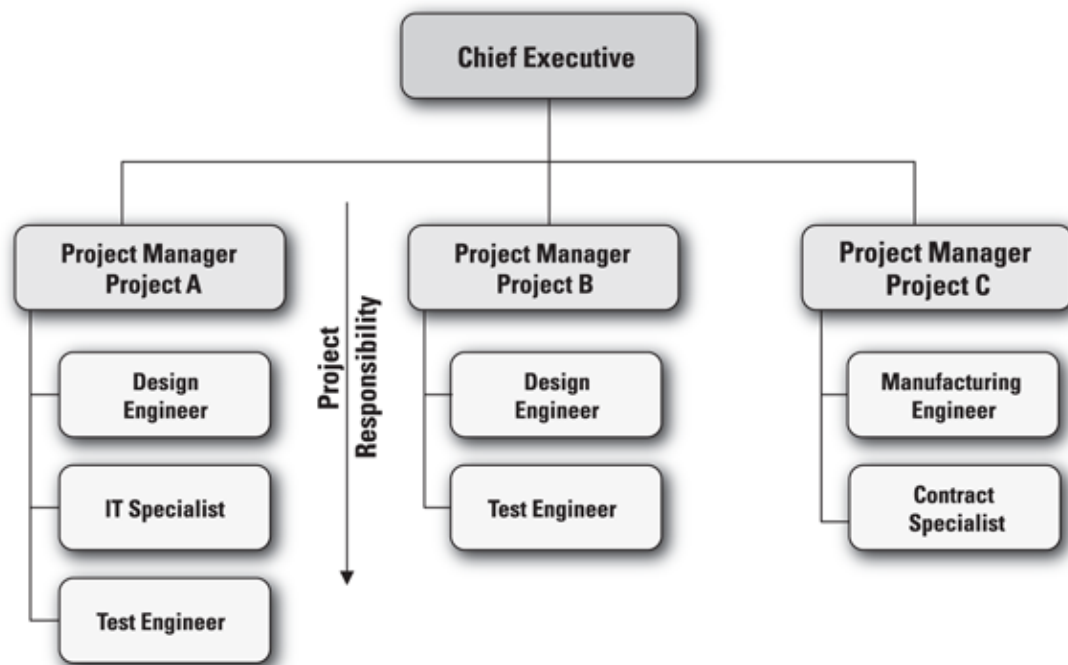 Chief Executive
Project Manager
Project A
Design
Engineer
IT Specialist
Test Engineer
Project
Responsibility
Project Manager
Project B
Design
Engineer
Test Engineer
Project Manager
Project C
Manufacturing
Engineer
Contract
Specialist